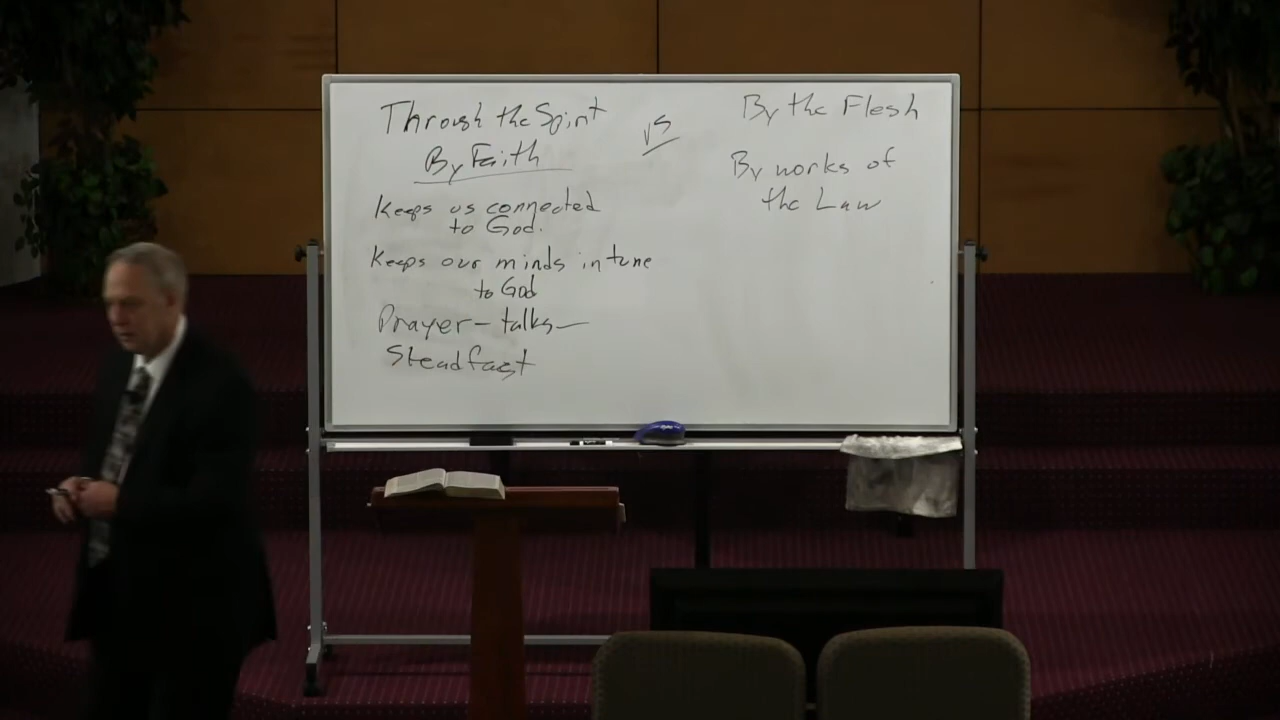 Through the Spirit
By Faith
Keeps us connected
to God.
Keeps our minds in tune
to God
Prayer - talks -
Steadfast
vs
By the Flesh
By works of
the Law